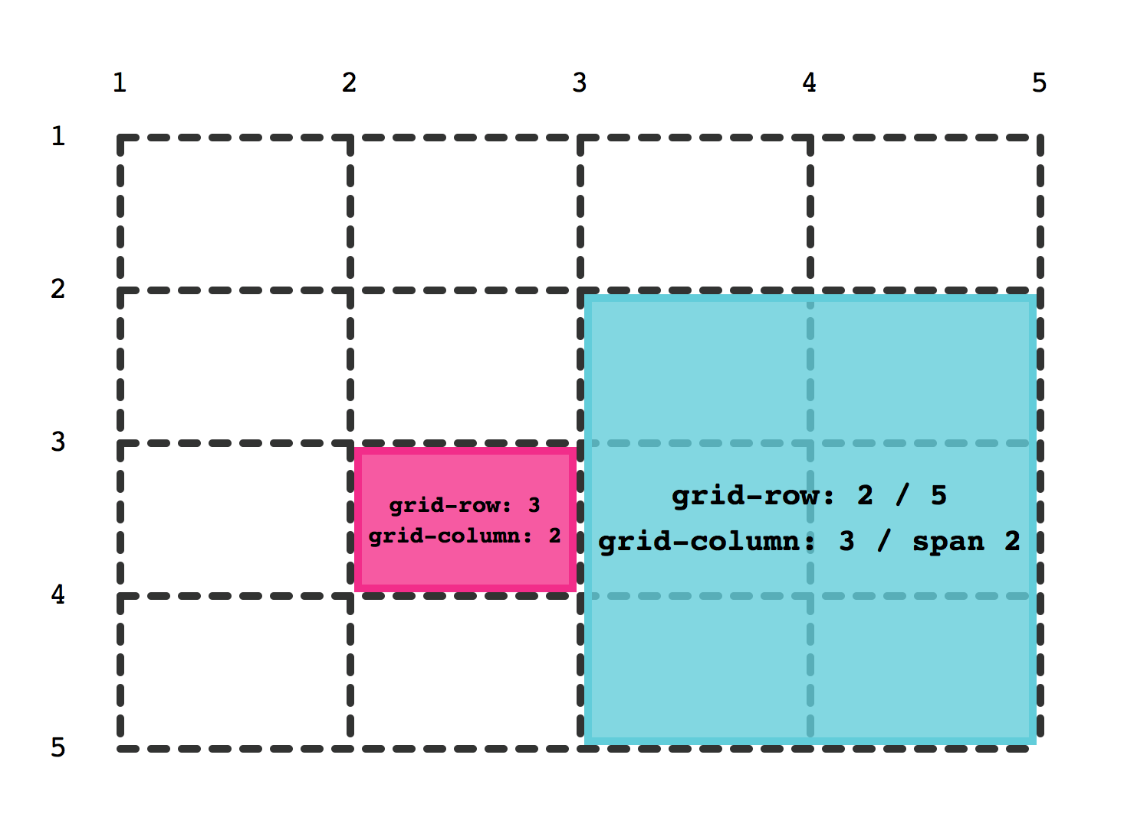 1 2 3 4 5
1
2
3
grid-row: 3
grid-column: 2
grid-row: 2 / 5
grid-column: 3 / span 2
4
5